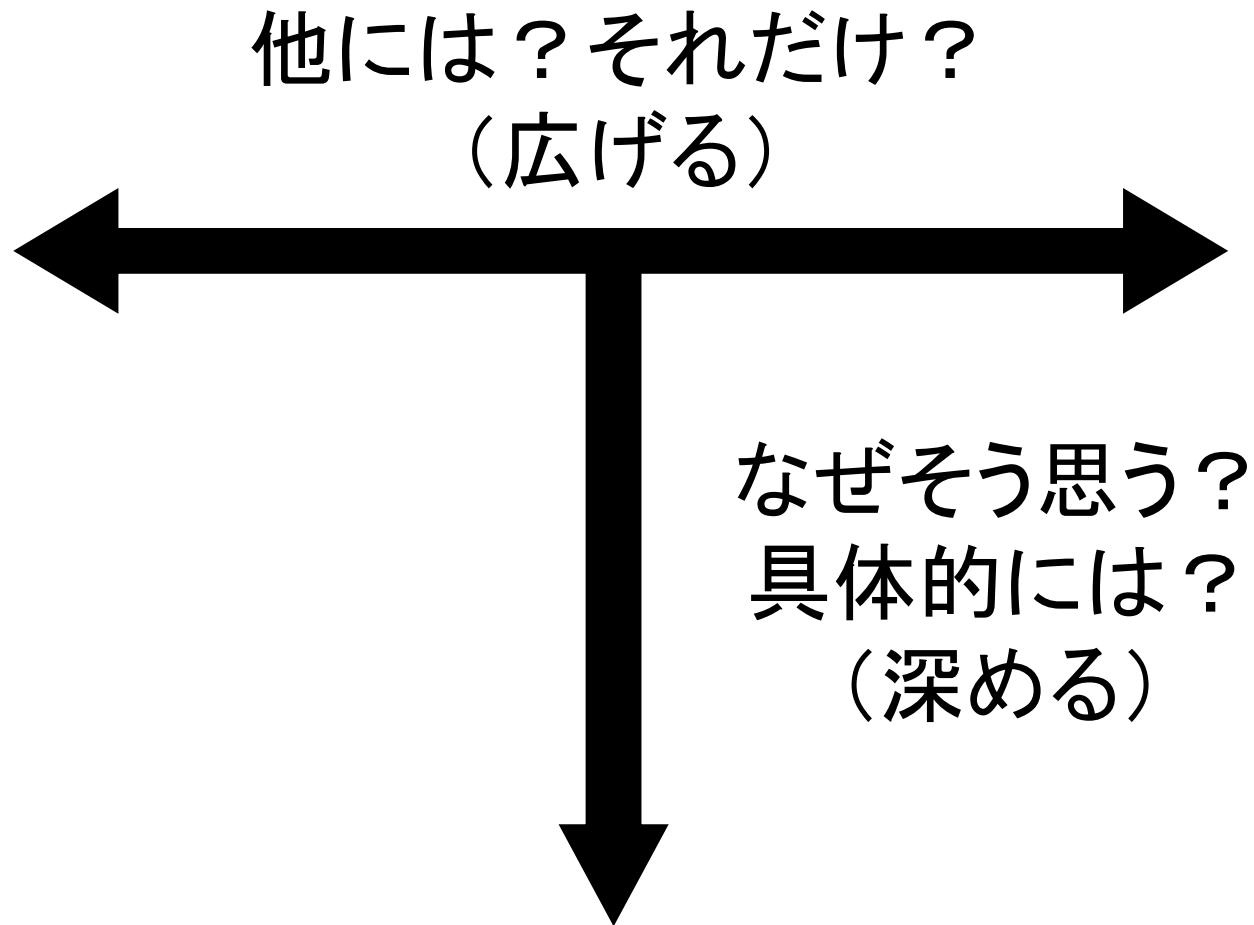 他には？それだけ？
（広げる）
なぜそう思う？
具体的には？
（深める）